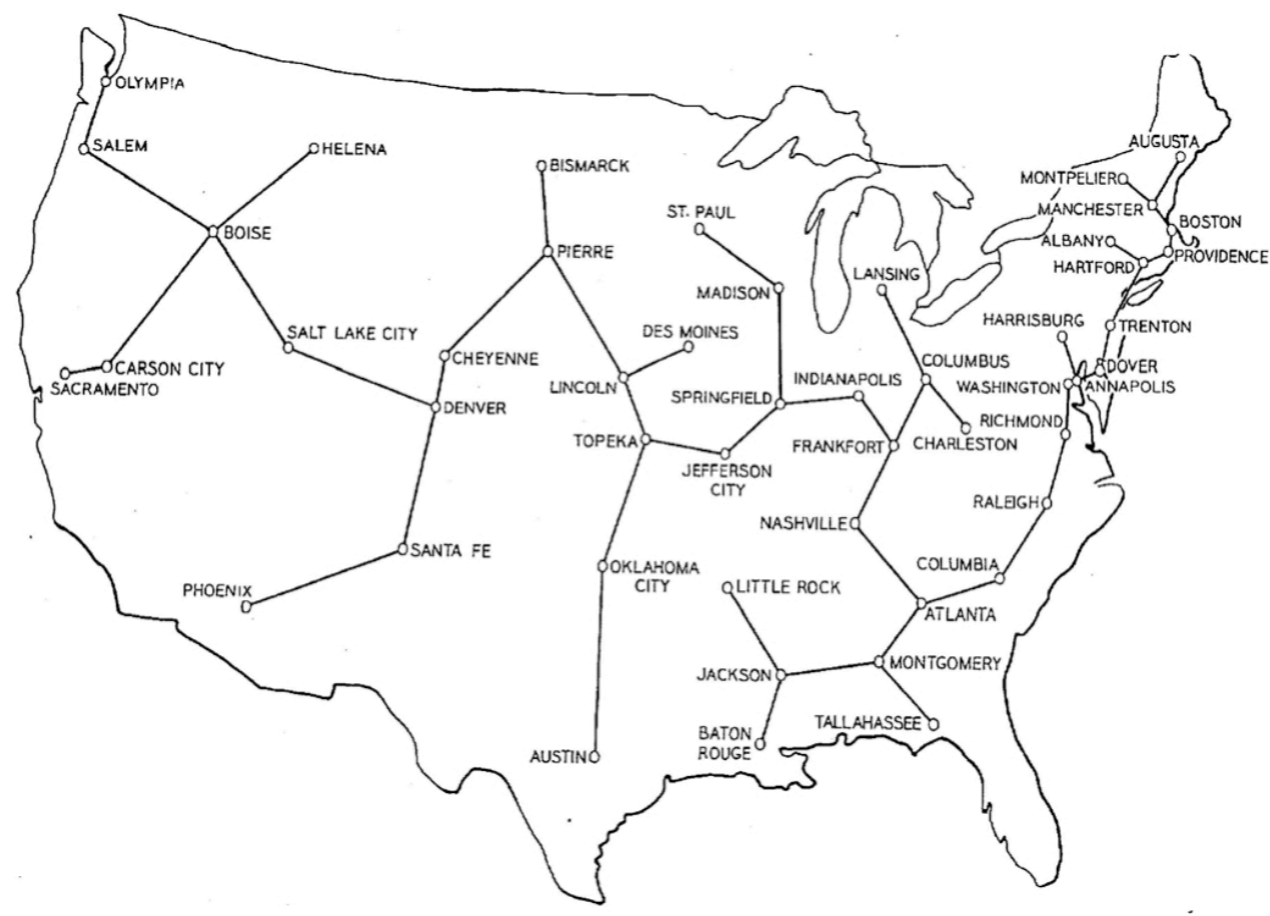 OLYMPIA
SALEM
HELENA
BISMARCK
AUGUSTA
MONTPELIER
MANCHESTER
ST. PAUL
BOSTON
BOISE
PIERRE
ALBANY
PROVIDENCE
HARTFORD
LANSING
MADISON
HARRISBURG
TRENTON
SALT LAKE CITY
DES MOINES
CHEYENNE
COLUMBUS
DOVER
CARSON CITY
SACRAMENTO
LINCOLN
INDIANAPOLIS
WASHINGTON
ANNAPOLIS
SPRINGFIELD
DENVER
RICHMOND
TOPEKA
FRANKFORT
CHARLESTON
JEFFERSON
CITY
RALEIGH
NASHVILLE
SANTA FE
OKLAHOMA
CITY
COLUMBIA
PHOENIX
LITTLE ROCK
ATLANTA
JACKSON
MONTGOMERY
TALLAHASSEE
BATON
ROUGE
AUSTIN